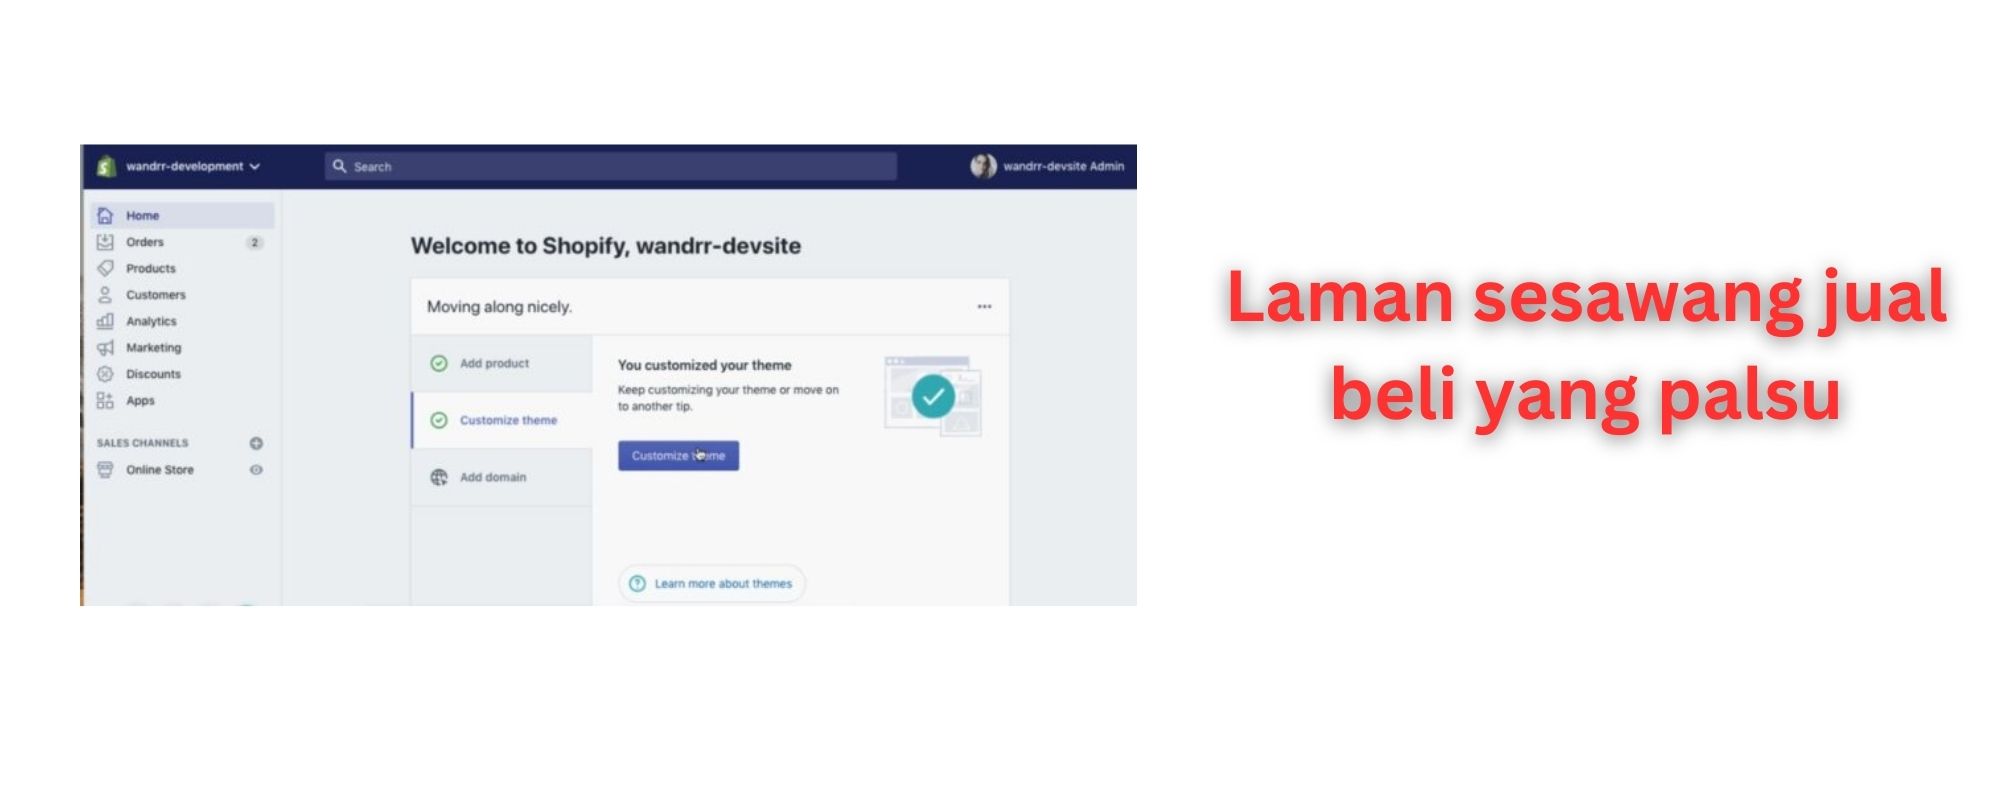 wandrr-development
Search
wandrr-devsite Admin
Home
Orders 2
Products
Customers
Analytics
Marketing
Discounts
Apps
SALES CHANNELS
Online Store
Welcome to Shopify, wandrr-devsite
Moving along nicely.
Add product
Customize theme
Add domain
You customized your theme
Keep customizing your theme or move on
to another tip.
Customize theme
Learn more about themes
Laman sesawang jual
beli yang palsu